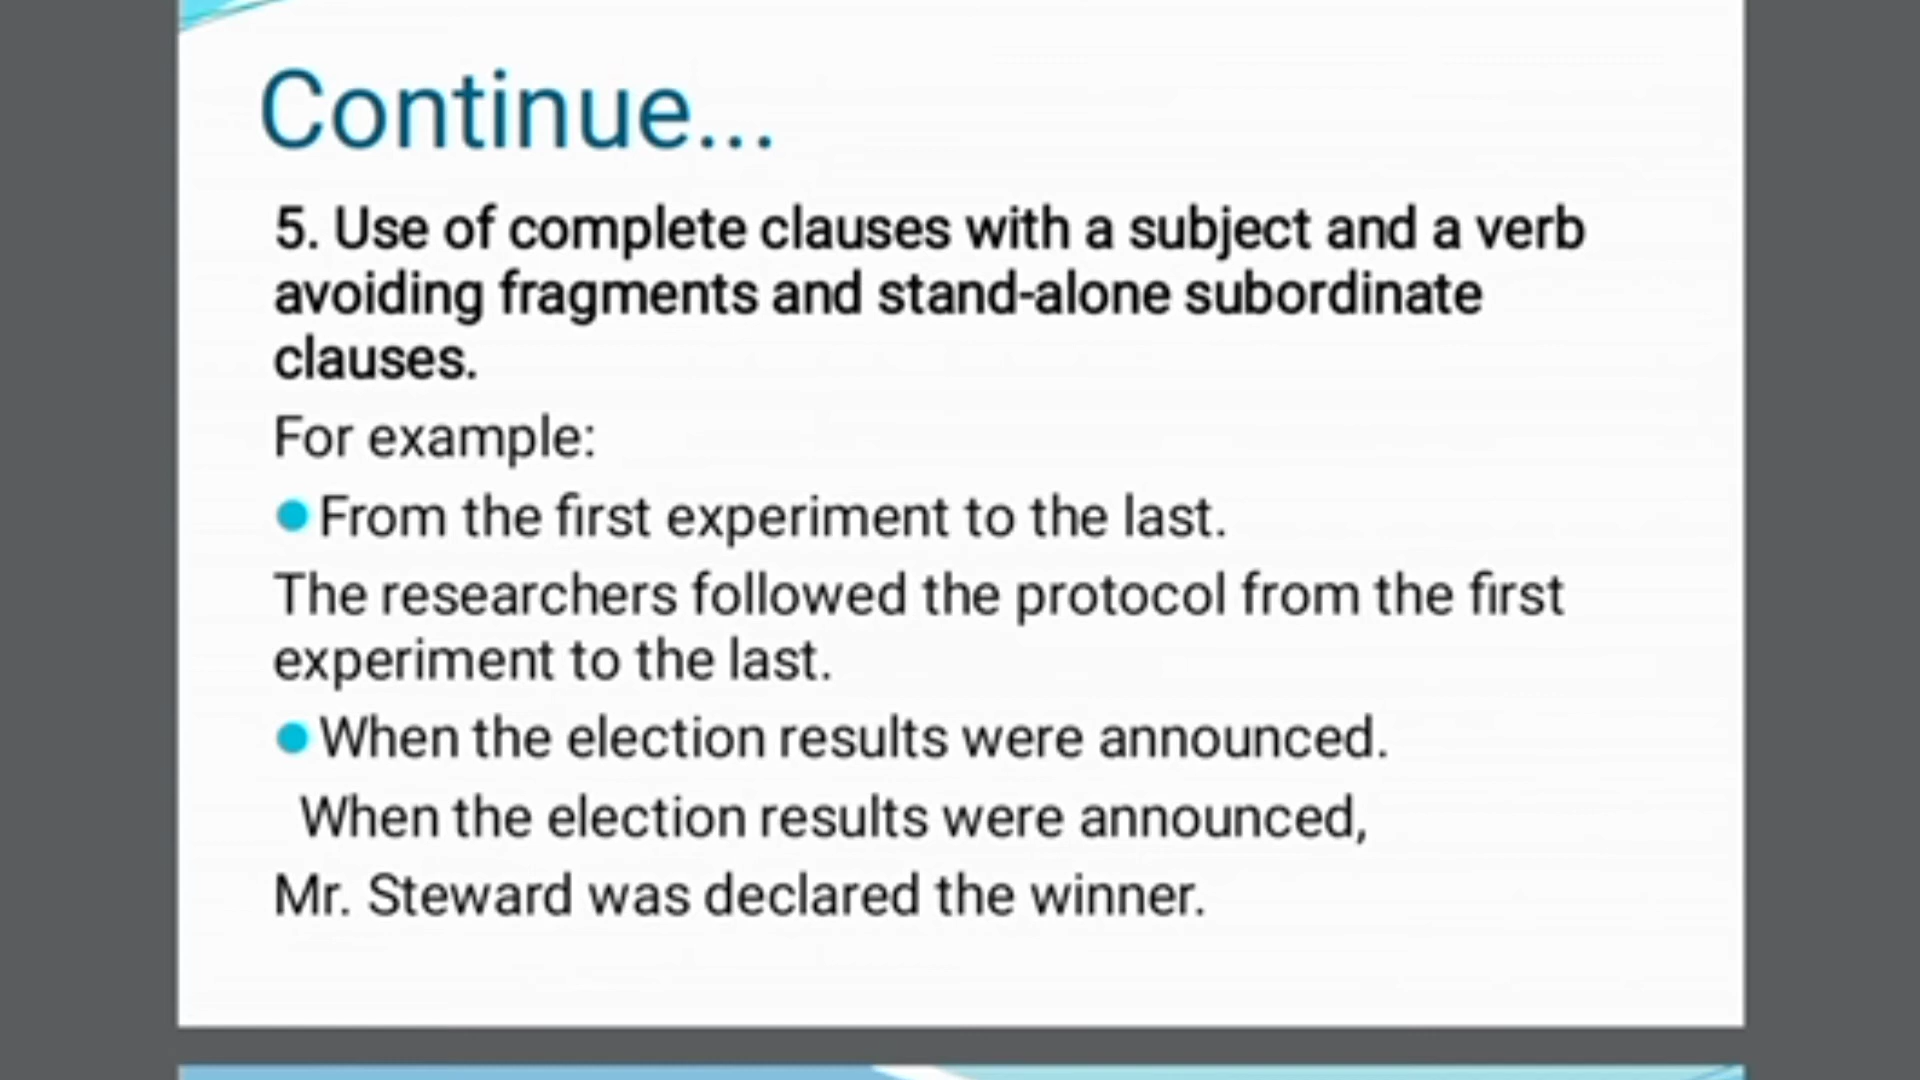 Continue...
5. Use of complete clauses with a subject and a verb
avoiding fragments and stand-alone subordinate
clauses.
For example:
From the first experiment to the last.
The researchers followed the protocol from the first
experiment to the last.
When the election results were announced.
When the election results were announced,
Mr. Steward was declared the winner.